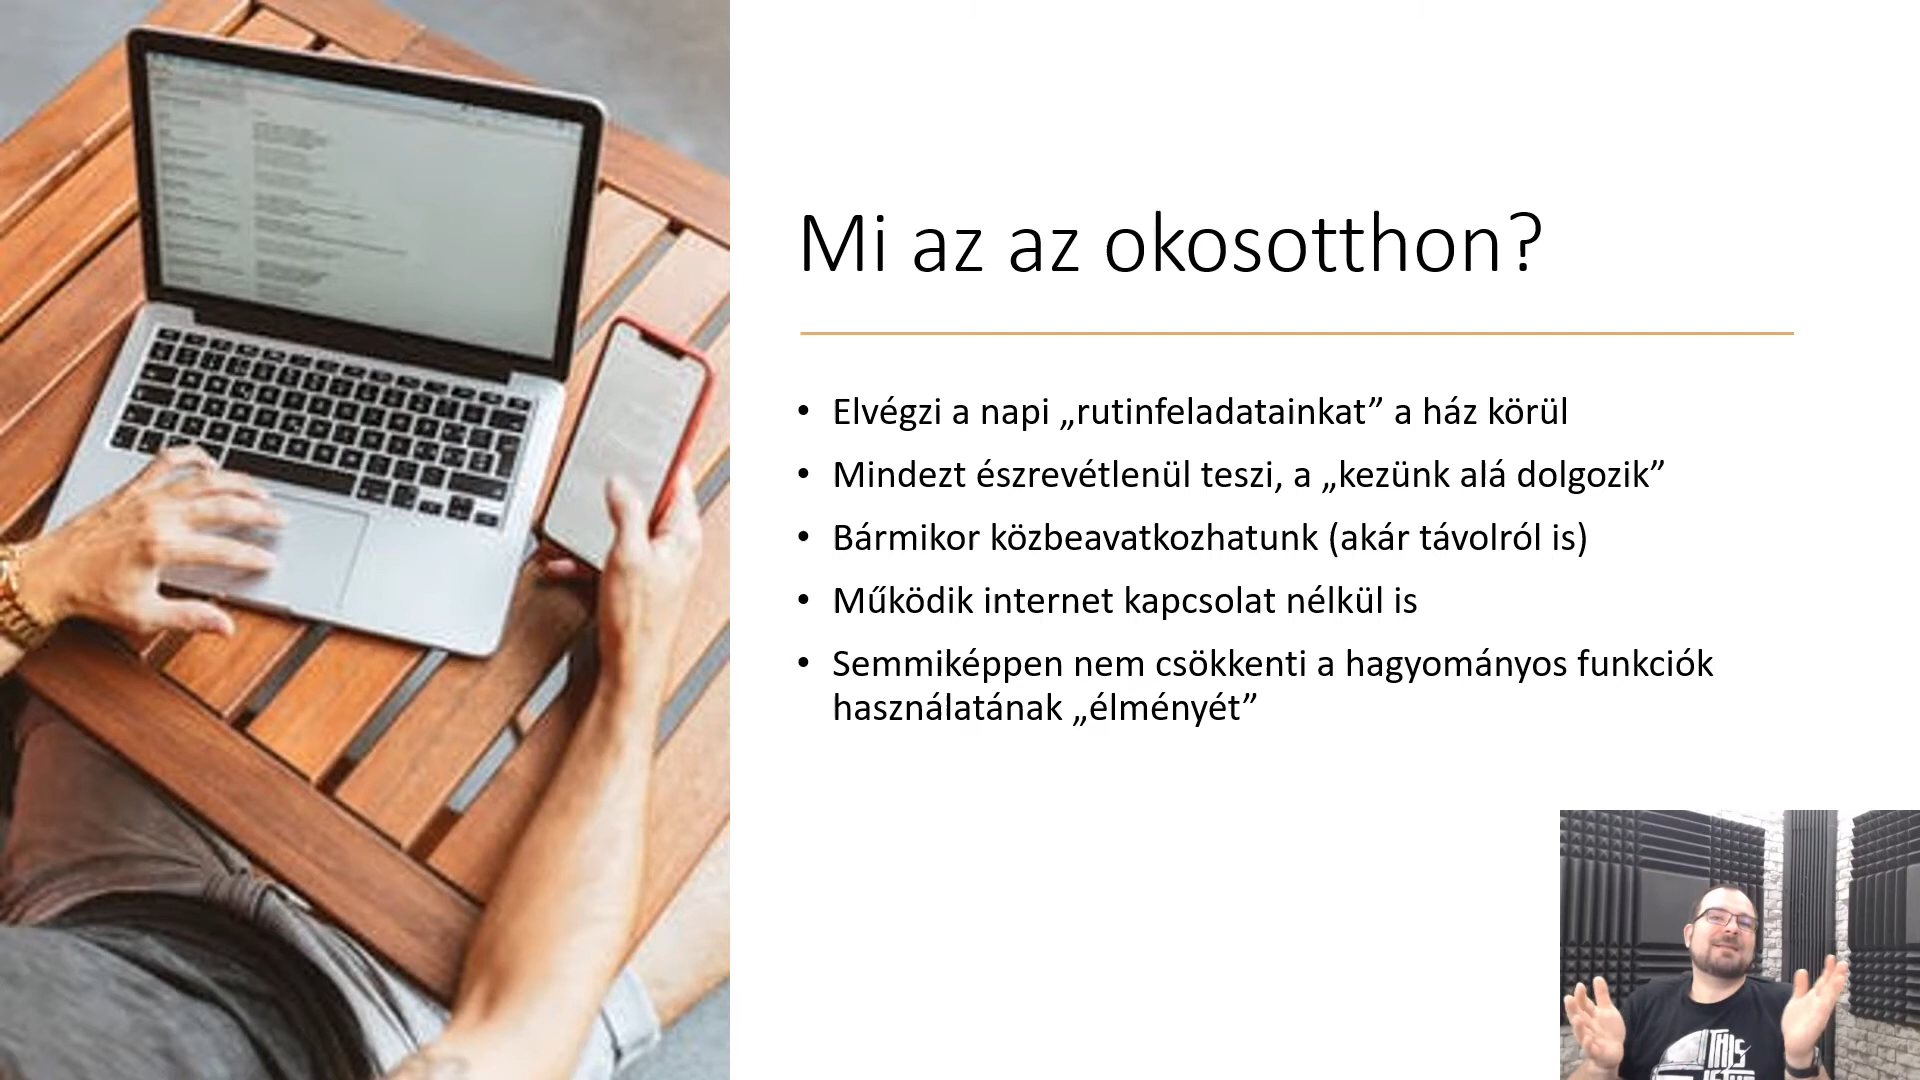 Mi az az okosotthon?
• Elvégzi a napi „rutinfeladatainkat” a ház körül
• Mindezt észrevétlenül teszi, a „kezünk alá dolgozik”
• Bármikor közbeavatkozhatunk (akár távolról is)
• Működik internet kapcsolat nélkül is
• Semmiképpen nem csökkenti a hagyományos funkciók
használatának „élményét”
THIS